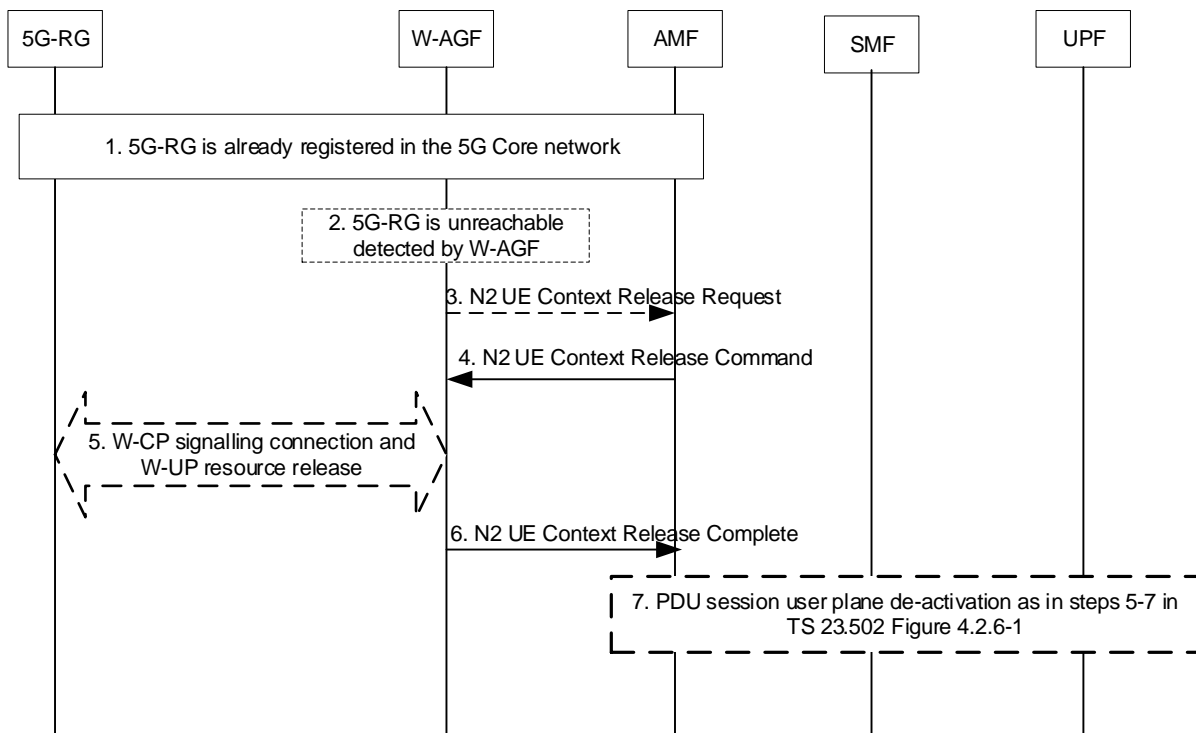 5G-RG
W-AGF
AMF
SMF
UPF
1. 5G-RG is already registered in the 5G Core network
2. 5G-RG is unreachable
detected by W-AGF
3. N2 UE Context Release Request
4. N2 UE Context Release Command
5. W-CP signalling connection and
W-UP resource release
6. N2 UE Context Release Complete
7. PDU session user plane de-activation as in steps 5-7 in
TS 23.502 Figure 4.2.6-1